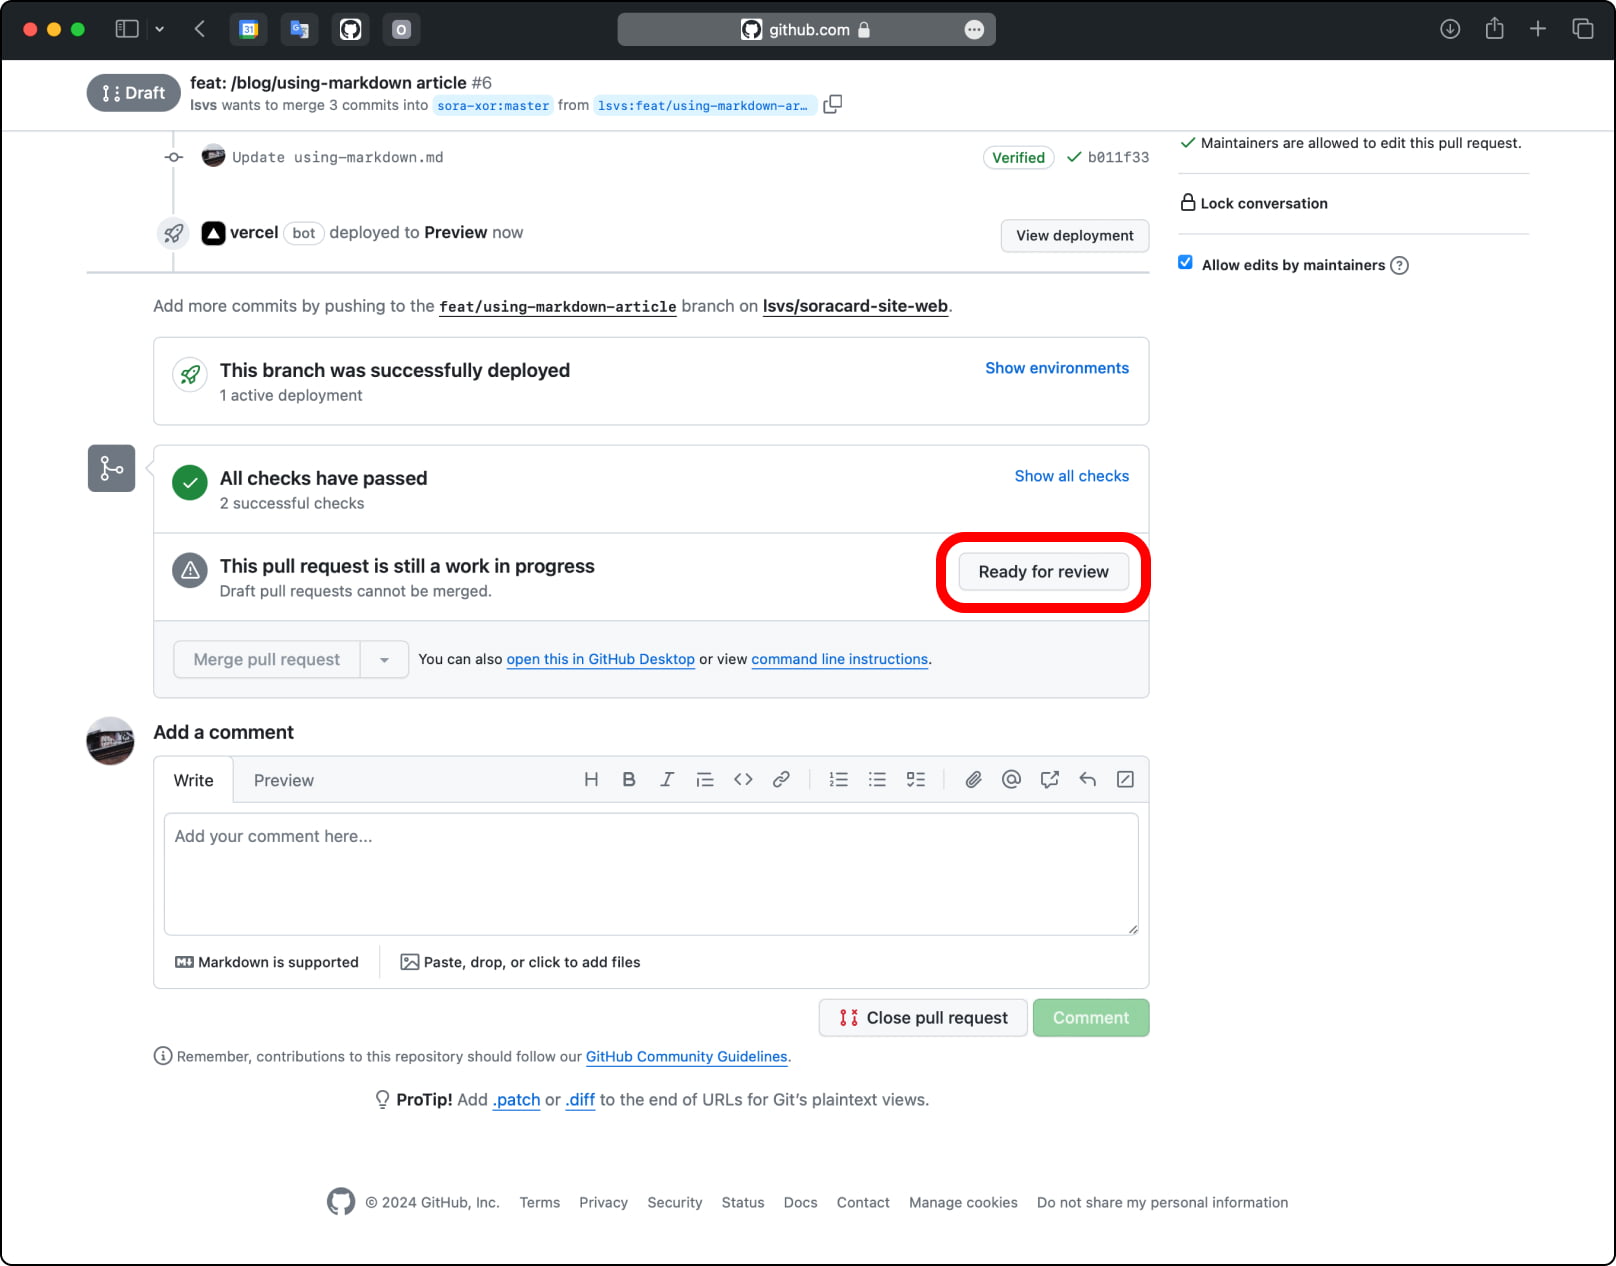 github.com
Draft
feat: /blog/using-markdown article #6
lsvs wants to merge 3 commits into sora-xor:master from lsvs:feat/using-markdown-ar…
Update using-markdown.md
Verified
b011f33
vercel bot deployed to Preview now
View deployment
Maintainers are allowed to edit this pull request.
Lock conversation
Allow edits by maintainers
Add more commits by pushing to the feat/using-markdown-article branch on lsvs/soracard-site-web.
This branch was successfully deployed
1 active deployment
Show environments
All checks have passed
2 successful checks
Show all checks
This pull request is still a work in progress
Draft pull requests cannot be merged.
Ready for review
Merge pull request
You can also open this in GitHub Desktop or view command line instructions.
Add a comment
Write
Preview
Add your comment here...
Markdown is supported
Paste, drop, or click to add files
Close pull request
Comment
Remember, contributions to this repository should follow our GitHub Community Guidelines.
ProTip! Add .patch or .diff to the end of URLs for Git’s plaintext views.
© 2024 GitHub, Inc. Terms Privacy Security Status Docs Contact Manage cookies Do not share my personal information